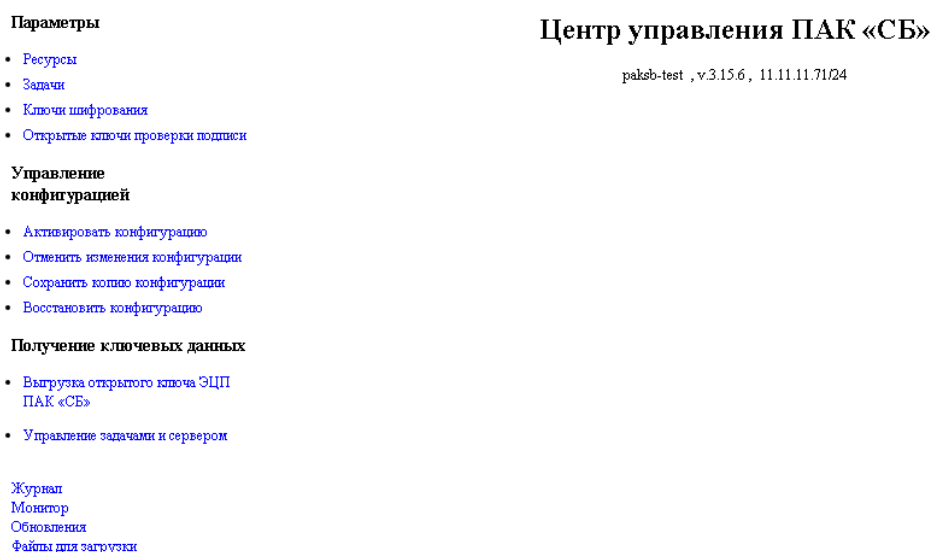 Параметры
Ресурсы
Задачи
Ключи шифрования
Открытые ключи проверки подписи
Управление
конфигурацией
Активировать конфигурацию
Отменить изменения конфигурации
Сохранить копию конфигурации
Восстановить конфигурацию
Получение ключевых данных
Выгрузка открытого ключа ЭЦП
ПАК «СБ»
Управление задачами и сервером
Журнал
Монитор
Обновления
Файлы для загрузки
Центр управления ПАК «СБ»
paksb-test , v.3.15.6 , 11.11.11.71/24